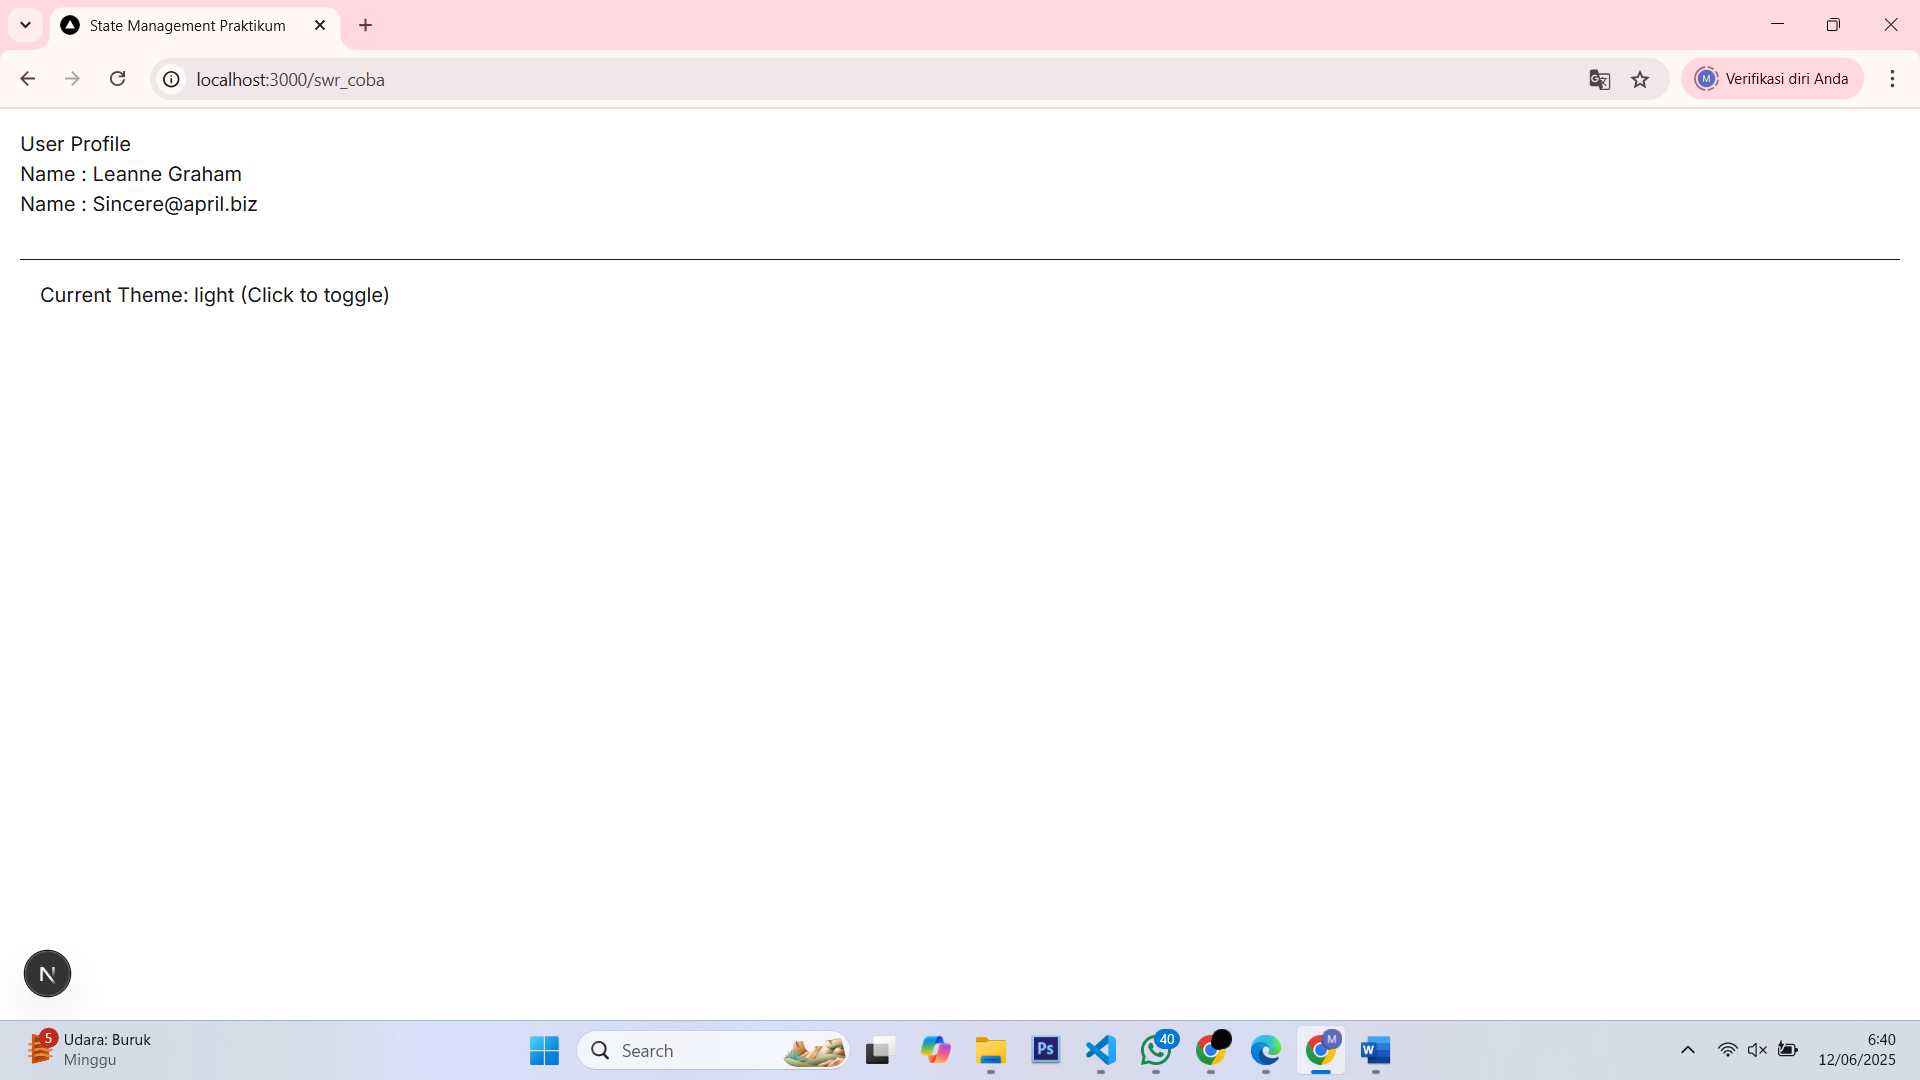 State Management Praktikum
localhost:3000/swr_coba
Verifikasi diri Anda
User Profile
Name : Leanne Graham
Name : Sincere@april.biz
Current Theme: light (Click to toggle)
N
5
Udara: Buruk
Minggu
Search
Ps
40
M
W
6:40
12/06/2025